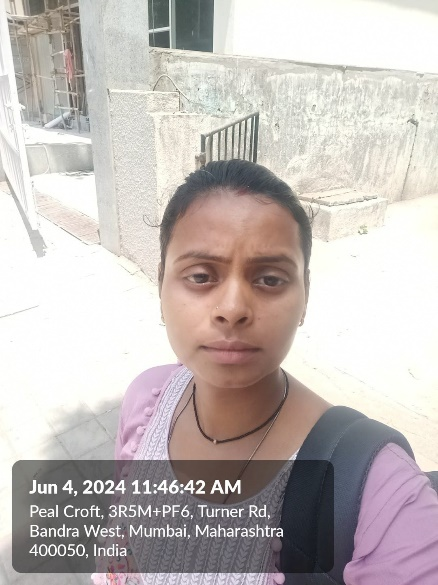 Jun 4, 2024 11:46:42 AM
Peal Croft, 3R5M+PF6, Turner Rd,
Bandra West, Mumbai, Maharashtra
400050, India